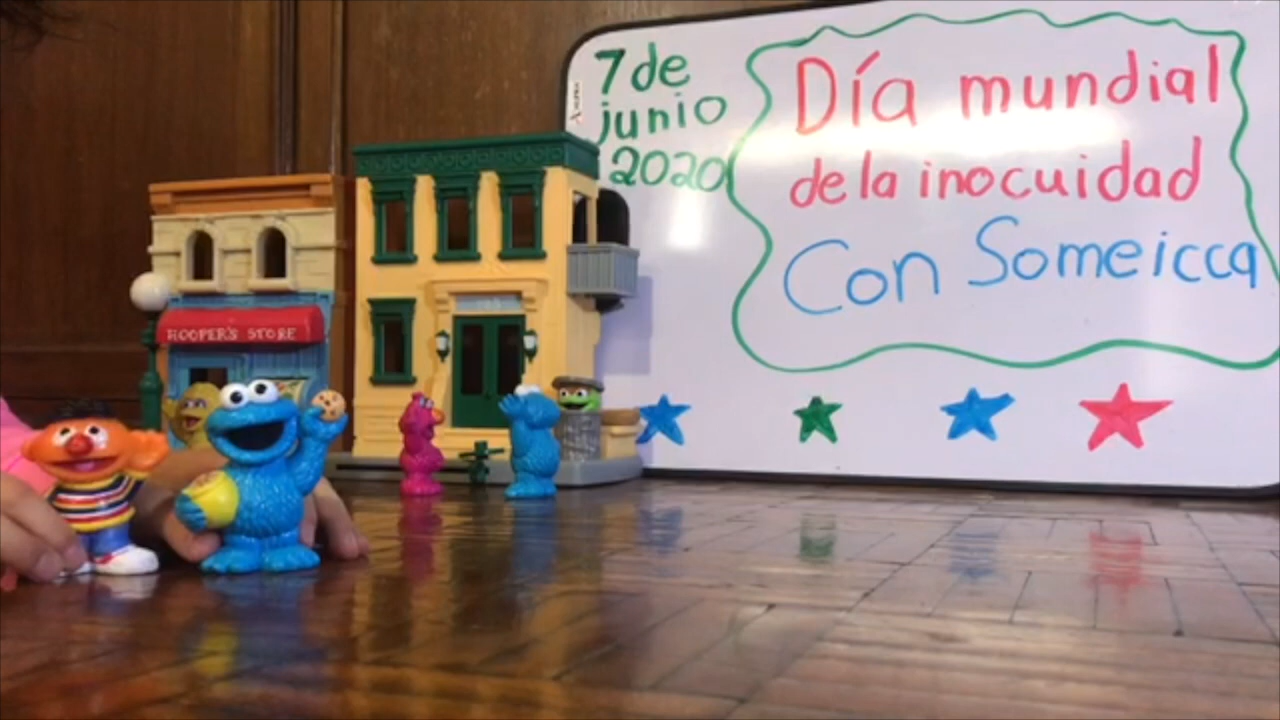 7 de
junio
2020
Día mundial
de la inocuidad
Con Someicca
HOOPER'S STORE